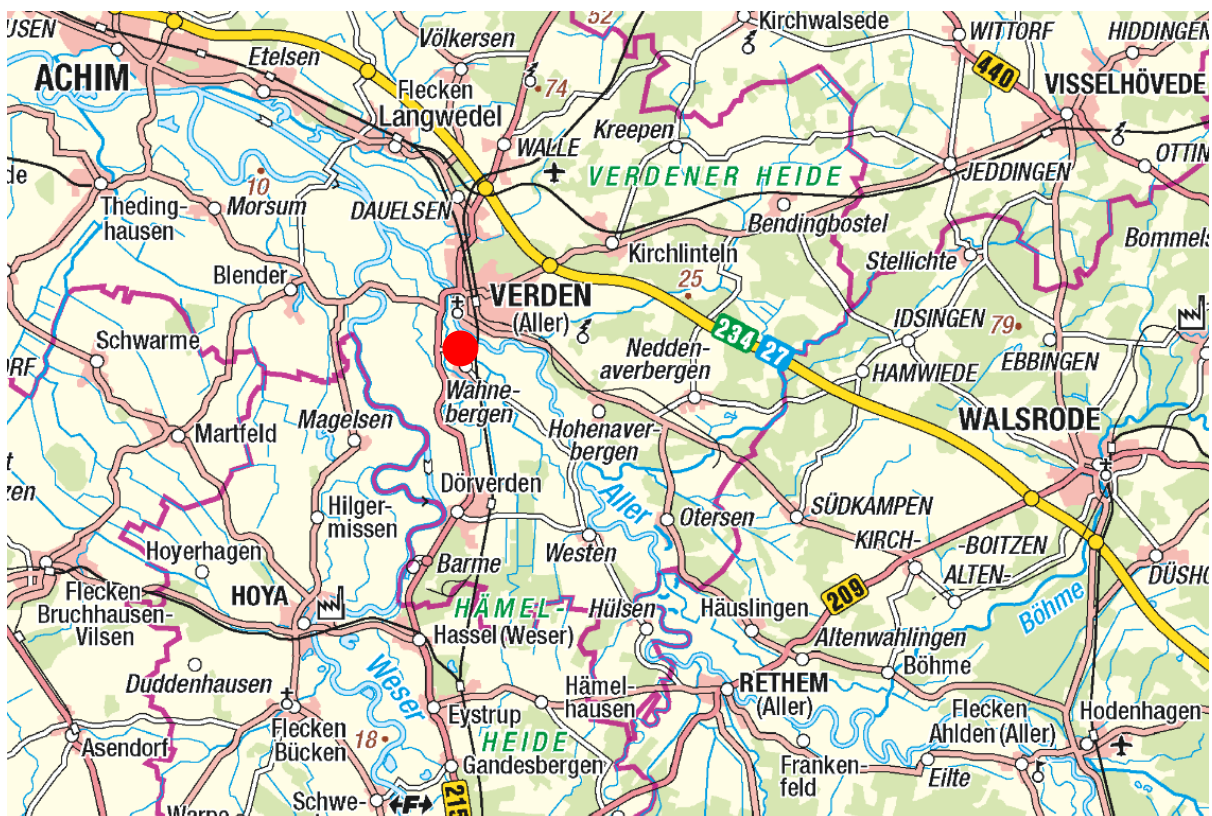 USEN
Etelsen
Völkersen
52
Kirchwalsede
WITTORF
HIDDINGEN
ACHIM
Flecken
Langwedel
74
440
VISSELHÖVEDE
Kreepen
WALLE
OTTIN
de
10
Morsum
DAUELSEN
VERDENER HEIDE
JEDDINGEN
Theding-
hausen
Bendingbostel
Bommels
Blender
Kirchlinteln
Stellichte
VERDEN
(Aller)
25
Schwarme
234
27
IDSINGEN
79
EBBINGEN
ORF
Wahne-
bergen
Nedden-
averbergen
HAMWIEDE
Magelsen
Martfeld
Hohenaver-
bergen
WALSRODE
t
zen
Hilger-
missen
Dörverden
Aller
Otersen
SÜDKAMPEN
Hoyerhagen
Barme
Westen
KIRCH-
-BOITZEN
ALTEN-
DÜSHO
Flecken
Bruchhausen-
Vilsen
HOYA
HÄMEL-
Hülsen
Häuslingen
209
Böhme
Hassel (Weser)
Altenwahlingen
Duddenhausen
Weser
Böhme
Hämel-
hausen
RETHEM
(Aller)
Flecken
Ahlden (Aller)
Hodenhagen
Asendorf
Flecken
Bücken
18
Eystrup
HEIDE
Gandesbergen
Franken-
feld
Eilte
Warpe
Schwe-
F
215